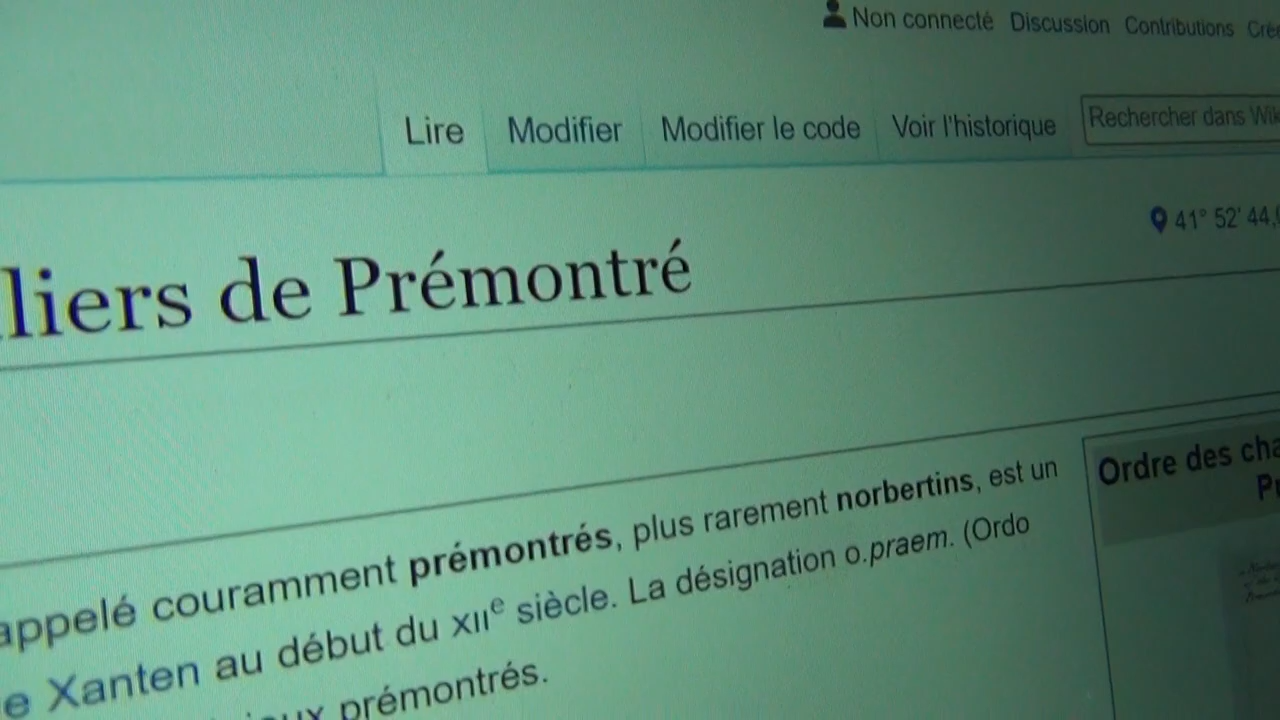 Non connecté Discussion Contributions
Lire Modifier Modifier le code Voir l'historique Rechercher dans
41° 52' 44,
liers de Prémontré
Ordre des
appelé couramment prémontrés, plus rarement norbertins, est un
Xanten au début du XIIe siècle. La désignation o.praem. (Ordo
prémontrés.